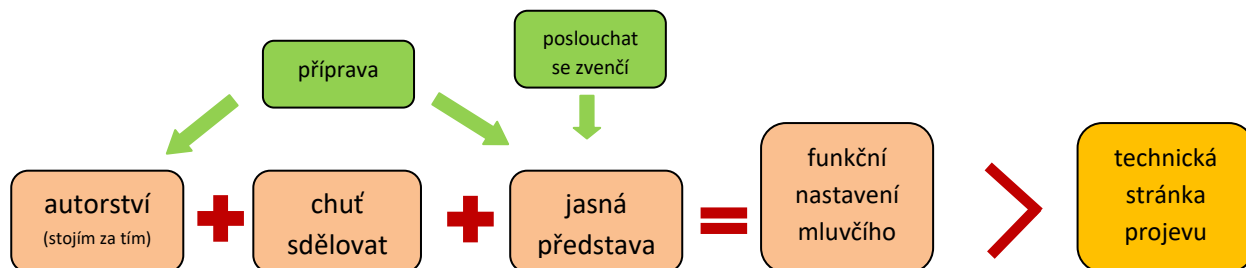 příprava
poslouchat
se zvenčí
autorství
(stojím za tím)
+
chuť
sdělovat
+
jasná
představa
=
funkční
nastavení
mluvčího
>
technická
stránka
projevu